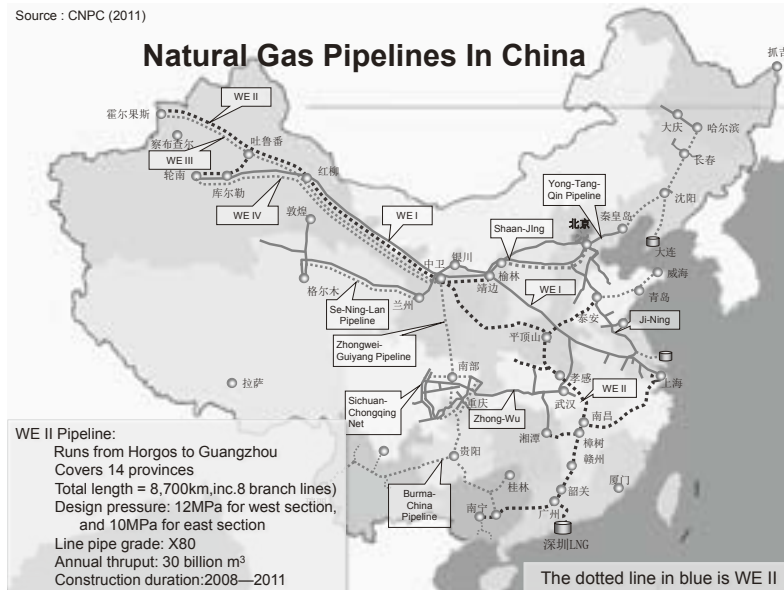 Source : CNPC (2011)
Natural Gas Pipelines In China
抓吉
WE II
霍尔果斯
大庆
哈尔滨
察布查尔
吐鲁番
WE III
长春
轮南
红柳
库尔勒
Yong-Tang-
Qin Pipeline
沈阳
WE IV
敦煌
WE I
Shaan-JIng
北京
秦皇岛
中卫
银川
大连
榆林
威海
格尔木
靖边
WE I
兰州
青岛
Se-Ning-Lan
Pipeline
泰安
Ji-Ning
Zhongwei-
Guiyang Pipeline
平顶山
南部
拉萨
孝感
上海
Sichuan-
Chongqing
Net
重庆
武汉
WE II
Zhong-Wu
南昌
湘潭
樟树
贵阳
赣州
桂林
厦门
Burma-
China
Pipeline
韶关
南宁
广州
深圳LNG
WE II Pipeline:
Runs from Horgos to Guangzhou
Covers 14 provinces
Total length = 8,700km,inc.8 branch lines)
Design pressure: 12MPa for west section,
and 10MPa for east section
Line pipe grade: X80
Annual thruput: 30 billion m³
Construction duration:2008—2011
The dotted line in blue is WE II